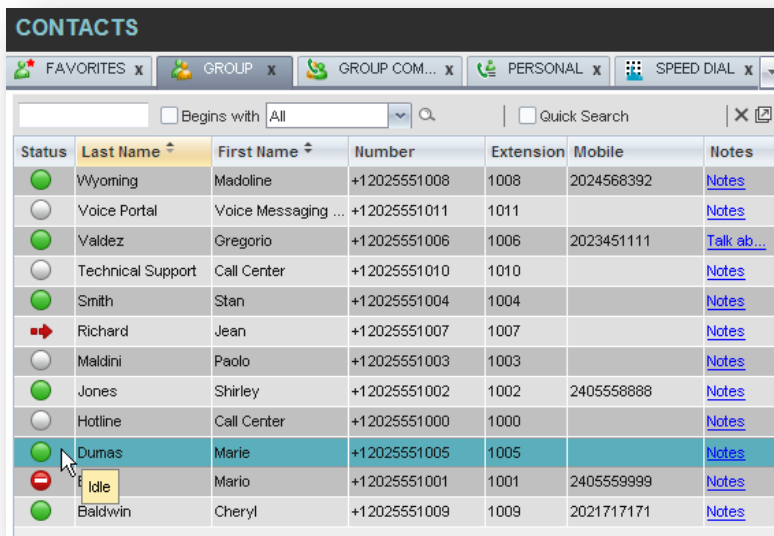 CONTACTS
FAVORITES x GROUP x GROUP COM... x PERSONAL x SPEED DIAL x
Begins with All Quick Search
Status Last Name First Name Number Extension Mobile Notes
Wyoming Madoline +12025551008 1008 2024568392 Notes
Voice Portal Voice Messaging ... +12025551011 1011 Notes
Valdez Gregorio +12025551006 1006 2023451111 Talk ab...
Technical Support Call Center +12025551010 1010 Notes
Smith Stan +12025551004 1004 Notes
Richard Jean +12025551007 1007 Notes
Maldini Paolo +12025551003 1003 Notes
Jones Shirley +12025551002 1002 2405558888 Notes
Hotline Call Center +12025551000 1000 Notes
Dumas Marie +12025551005 1005 Notes
Mario +12025551001 1001 2405559999 Notes
Idle
Baldwin Cheryl +12025551009 1009 2021717171 Notes